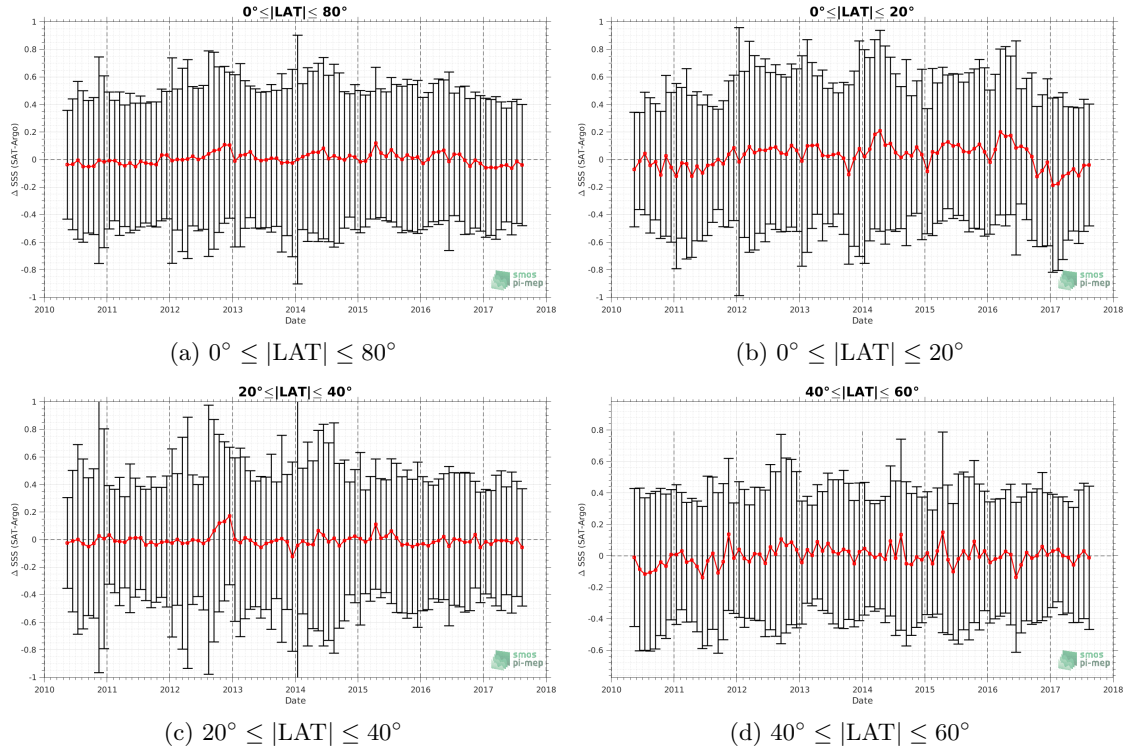 0°≤|LAT|≤ 80°
1
0.8
0.6
0.4
0.2
0
-0.2
-0.4
-0.6
-0.8
-1
Δ SSS (SAT-Argo)
2010 2011 2012 2013 2014 2015 2016 2017 2018
Date
smos
pi-mep
(a) 0° ≤ |LAT| ≤ 80°
0°≤|LAT|≤ 20°
1
0.8
0.6
0.4
0.2
0
-0.2
-0.4
-0.6
-0.8
-1
Δ SSS (SAT-Argo)
2010 2011 2012 2013 2014 2015 2016 2017 2018
Date
smos
pi-mep
(b) 0° ≤ |LAT| ≤ 20°
20°≤|LAT|≤ 40°
1
0.8
0.6
0.4
0.2
0
-0.2
-0.4
-0.6
-0.8
-1
Δ SSS (SAT-Argo)
2010 2011 2012 2013 2014 2015 2016 2017 2018
Date
smos
pi-mep
(c) 20° ≤ |LAT| ≤ 40°
40°≤|LAT|≤ 60°
0.8
0.6
0.4
0.2
0
-0.2
-0.4
-0.6
Δ SSS (SAT-Argo)
2010 2011 2012 2013 2014 2015 2016 2017 2018
Date
smos
pi-mep
(d) 40° ≤ |LAT| ≤ 60°